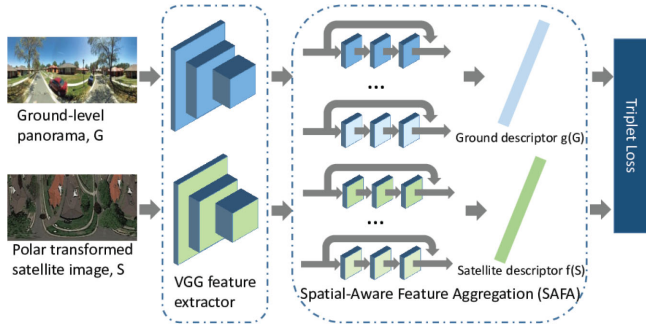 Ground-level
panorama, G
Polar transformed
satellite image, S
VGG feature
extractor
...
Ground descriptor g(G)
...
Satellite descriptor f(S)
Spatial-Aware Feature Aggregation (SAFA)
Triplet Loss